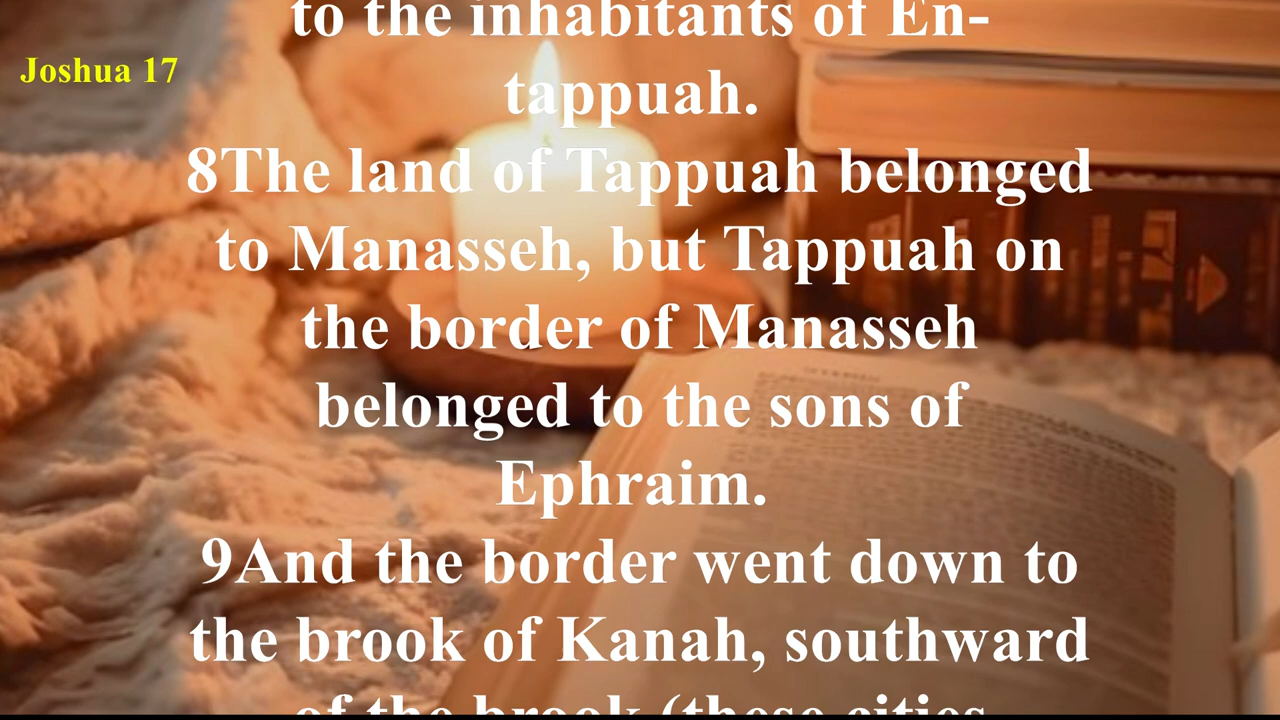 to the inhabitants of En-
Joshua 17
tappuah.
8The land of Tappuah belonged
to Manasseh, but Tappuah on
the border of Manasseh
belonged to the sons of
Ephraim.
9And the border went down to
the brook of Kanah, southward
of the brook (these cities